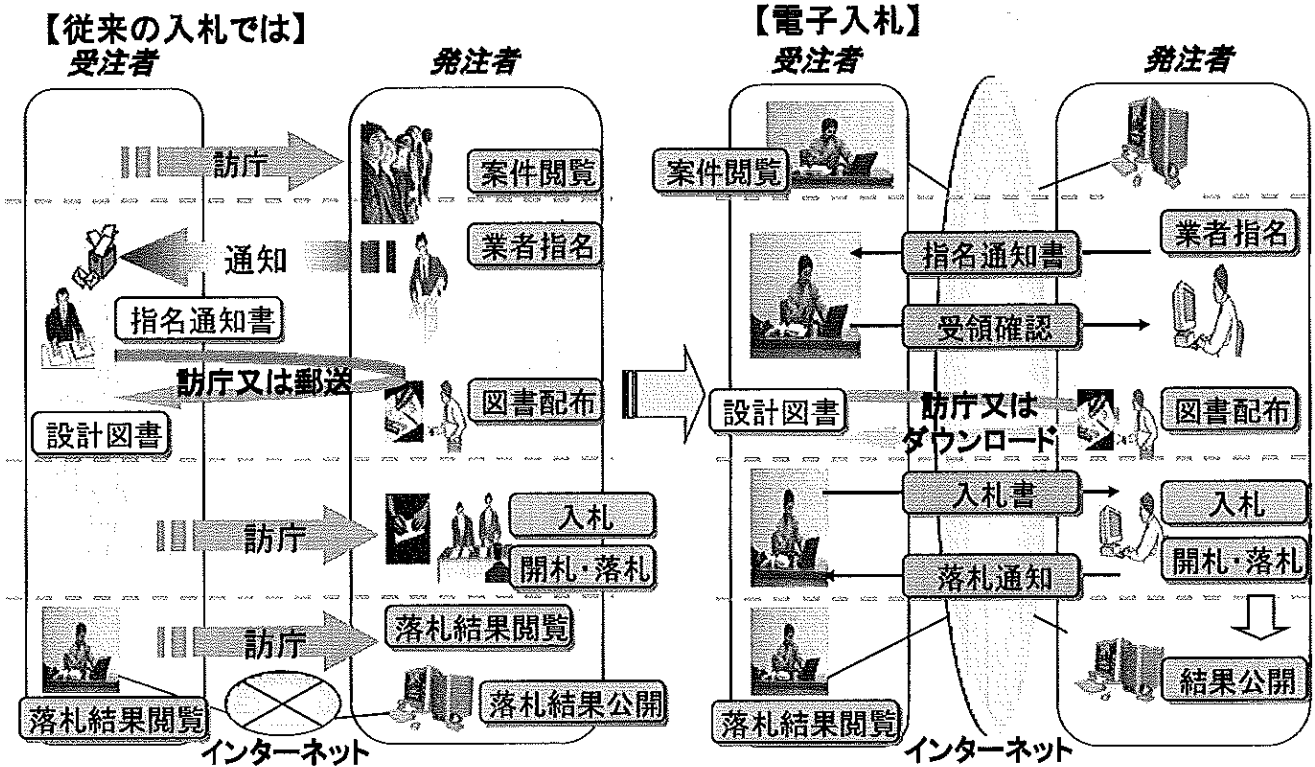 【従来の入札では】
受注者
発注者
訪庁
案件閲覧
通知
業者指名
指名通知書
訪庁又は郵送
図書配布
設計図書
訪庁
入札
開札・落札
訪庁
落札結果閲覧
落札結果閲覧
落札結果公開
インターネット
【電子入札】
受注者
発注者
案件閲覧
業者指名
指名通知書
受領確認
設計図書
訪庁又は
ダウンロード
図書配布
入札書
入札
落札通知
開札・落札
落札結果閲覧
結果公開
インターネット